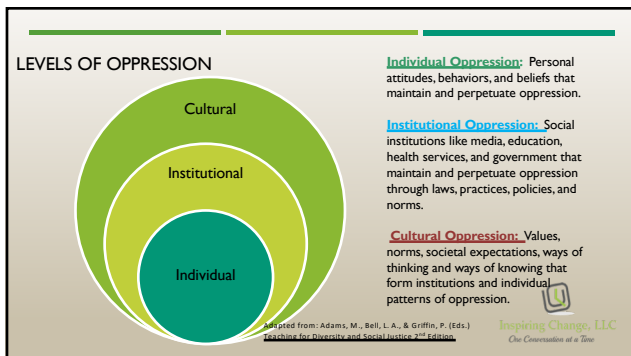 LEVELS OF OPPRESSION
Cultural
Institutional
Individual
Individual Oppression: Personal
attitudes, behaviors, and beliefs that
maintain and perpetuate oppression.
Institutional Oppression: Social
institutions like media, education,
health services, and government that
maintain and perpetuate oppression
through laws, practices, policies, and
norms.
Cultural Oppression: Values,
norms, societal expectations, ways of
thinking and ways of knowing that
form institutions and individual
patterns of oppression.
Adapted from: Adams, M., Bell, L. A., & Griffin, P. (Eds.)
Teaching for Diversity and Social Justice 2nd Edition
Inspiring Change, LLC
One Conversation at a Time